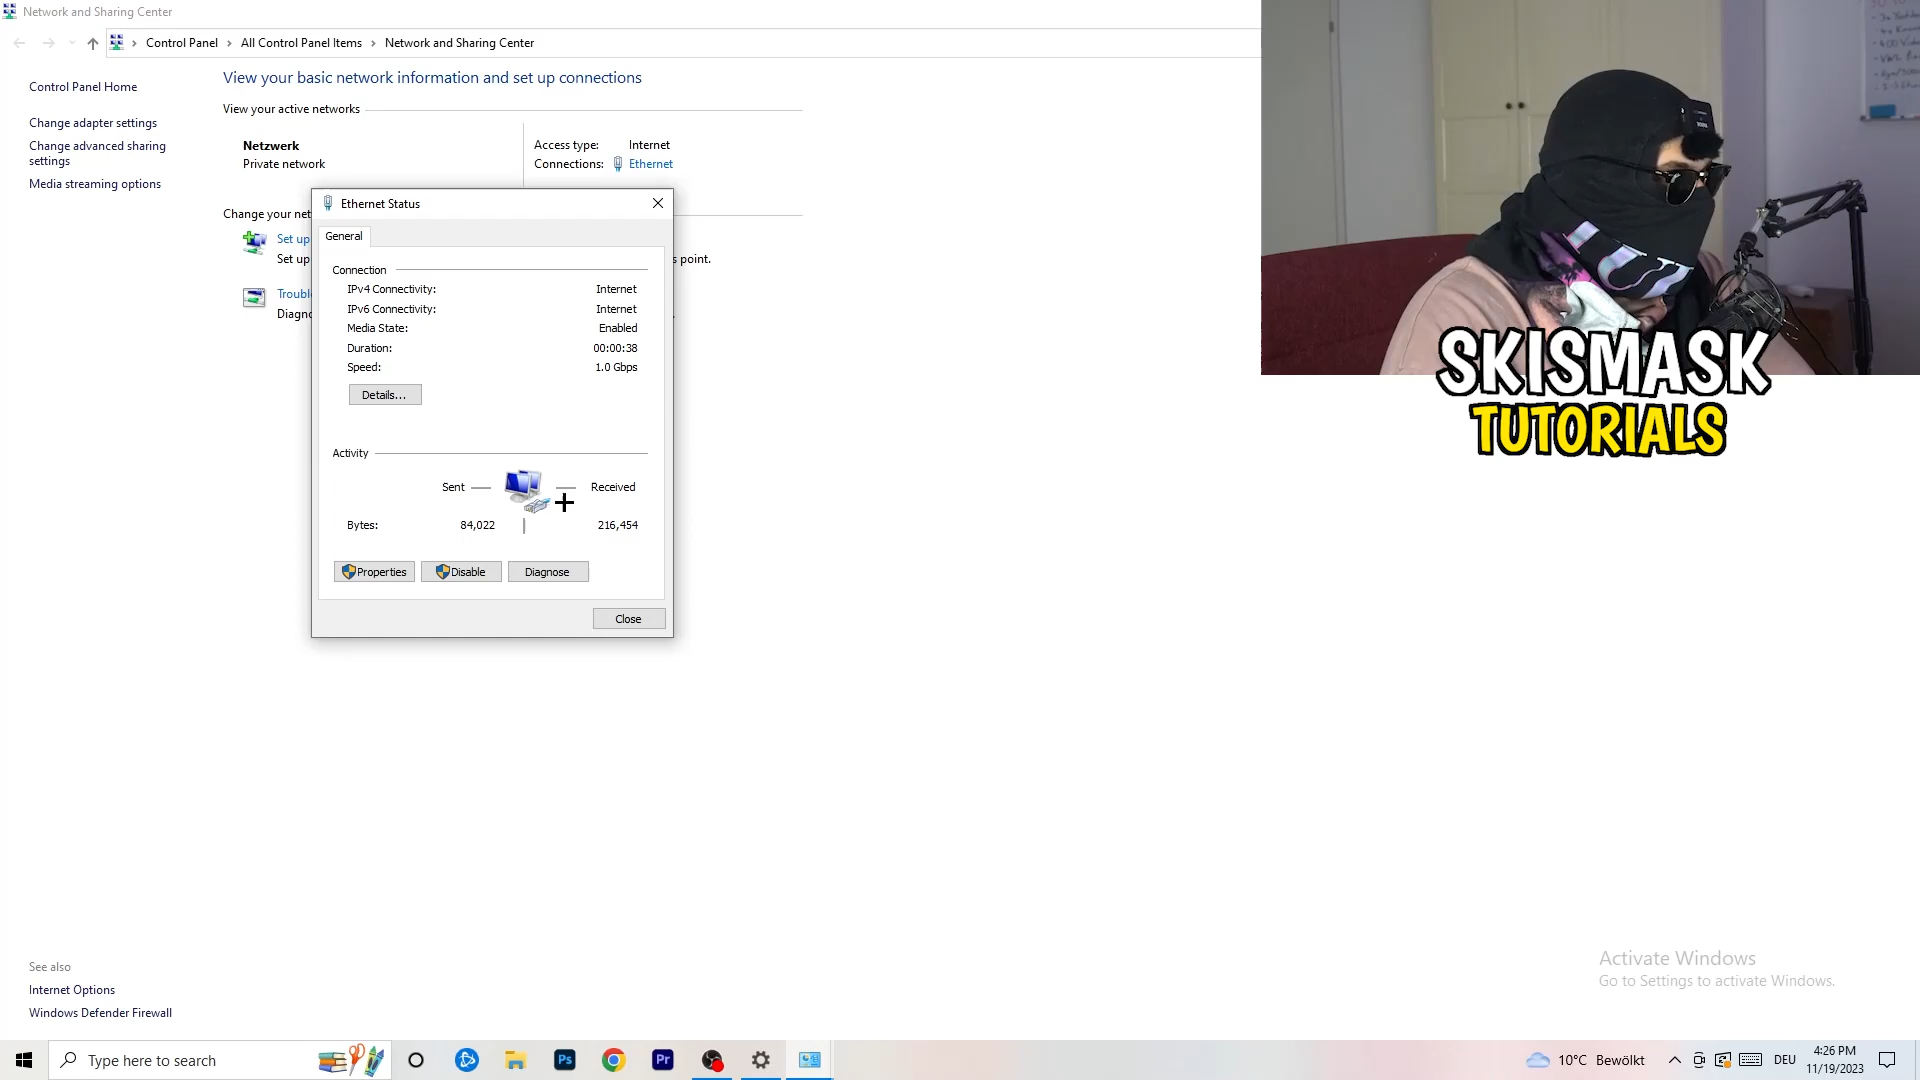 Network and Sharing Center
Control Panel > All Control Panel Items > Network and Sharing Center
Control Panel Home
Change adapter settings
Change advanced sharing
settings
Media streaming options
View your basic network information and set up connections
View your active networks
Netzwerk
Private network
Access type: Internet
Connections: Ethernet
Change your net
Set up
Set up
s point.
Troubl
Diagno
Ethernet Status
General
Connection
IPv4 Connectivity: Internet
IPv6 Connectivity: Internet
Media State: Enabled
Duration: 00:00:38
Speed: 1.0 Gbps
Details...
Activity
Sent Received
Bytes: 84,022 216,454
Properties Disable Diagnose
Close
SKISMASK
TUTORIALS
See also
Internet Options
Windows Defender Firewall
Activate Windows
Go to Settings to activate Windows.
Type here to search
Ps
Pr
10°C Bewölkt
DEU
4:26 PM
11/19/2023